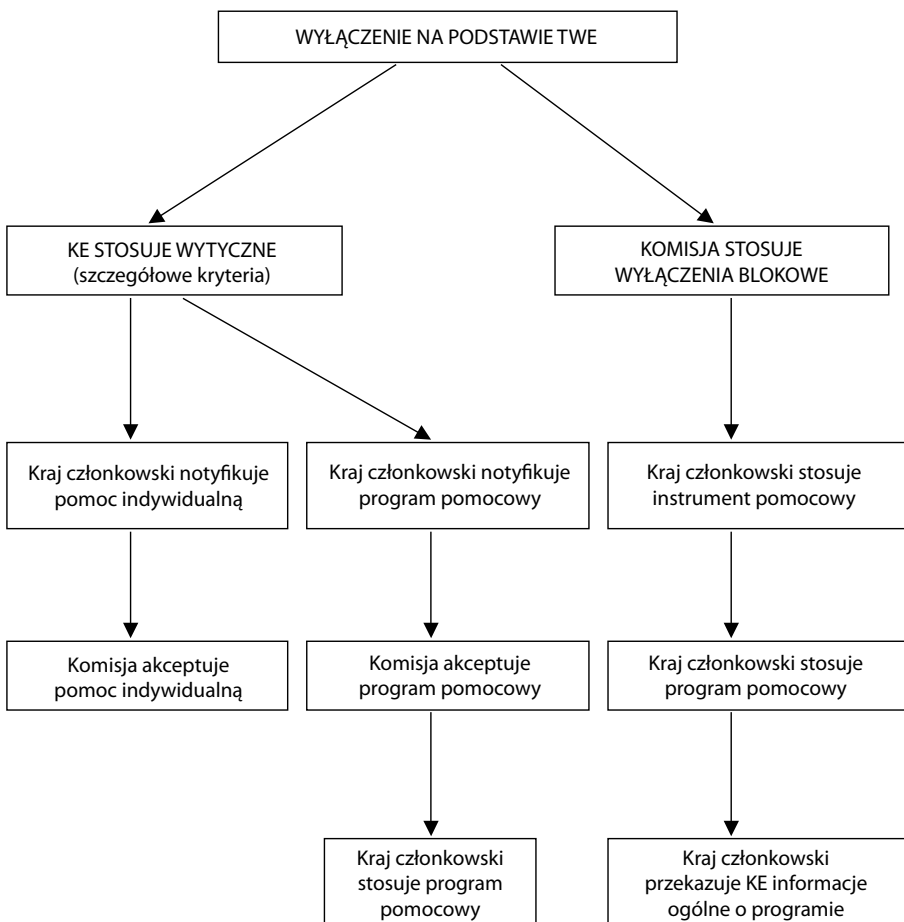 WYŁĄCZENIE NA PODSTAWIE TWE
KE STOSUJE WYTYCZNE
(szczegółowe kryteria)
KOMISJA STOSUJE
WYŁĄCZENIA BLOKOWE
Kraj członkowski notyfikuje
pomoc indywidualną
Kraj członkowski notyfikuje
program pomocowy
Kraj członkowski stosuje
instrument pomocowy
Komisja akceptuje
pomoc indywidualną
Komisja akceptuje
program pomocowy
Kraj członkowski stosuje
program pomocowy
Kraj członkowski
stosuje program
pomocowy
Kraj członkowski
przekazuje KE informacje
ogólne o programie